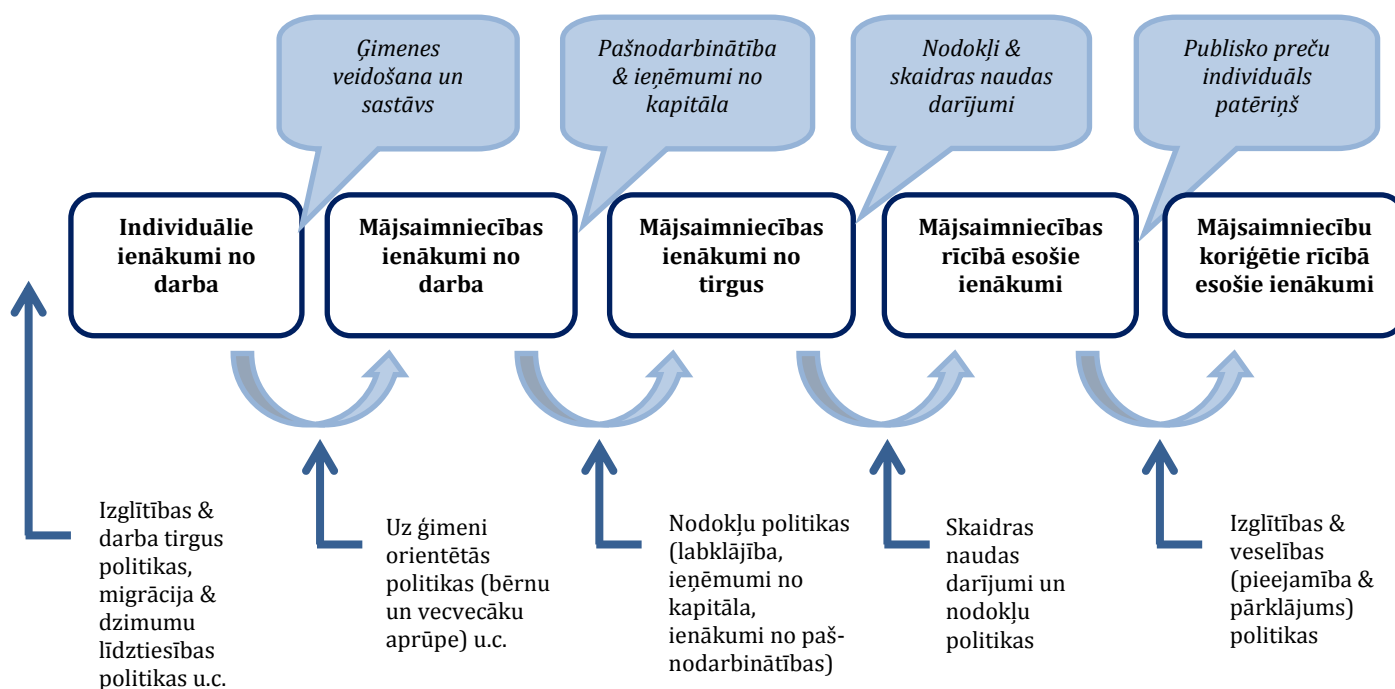 Ģimenes
veidošana un
sastāvs
Pašnodarbinātība
& ieņēmumi no
kapitāla
Nodokļi &
skaidras naudas
darījumi
Publisko preču
individuāls
patēriņš
Individuālie
ienākumi no
darba
Mājsaimniecības
ienākumi no
darba
Mājsaimniecības
ienākumi no
tirgus
Mājsaimniecības
rīcībā esošie
ienākumi
Mājsaimniecību
koriģētie rīcībā
esošie ienākumi
Izglītības &
darba tirgus
politikas,
migrācija &
dzimumu
līdztiesības
politikas u.c.
Uz ģimeni
orientētās
politikas (bērnu
un vecvecāku
aprūpe) u.c.
Nodokļu politikas
(labklājība,
ieņēmumi no
kapitāla,
ienākumi no paš-
nodarbinātības)
Skaidras
naudas
darījumi un
nodokļu
politikas
Izglītības &
veselības
(pieejamība &
pārklājums)
politikas